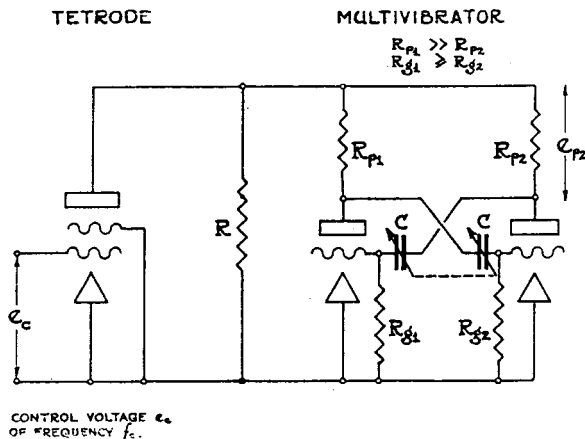 TETRODE
MULTIVIBRATOR
Rp1 >> Rp2
Rg1 ⩾ Rg2
Rp1
Rp2
ep2
R
C
C
ec
Rg1
Rg2
CONTROL VOLTAGE ec
OF FREQUENCY fc.